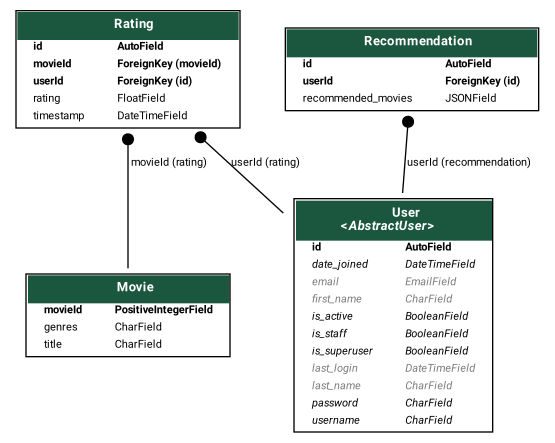 Rating
id AutoField
movieId ForeignKey (movieId)
userId ForeignKey (id)
rating FloatField
timestamp DateTimeField
Recommendation
id AutoField
userId ForeignKey (id)
recommended_movies JSONField
movieId (rating)
userId (rating)
userId (recommendation)
Movie
movieId PositiveIntegerField
genres CharField
title CharField
User
<AbstractUser>
id AutoField
date_joined DateTimeField
email EmailField
first_name CharField
is_active BooleanField
is_staff BooleanField
is_superuser BooleanField
last_login DateTimeField
last_name CharField
password CharField
username CharField